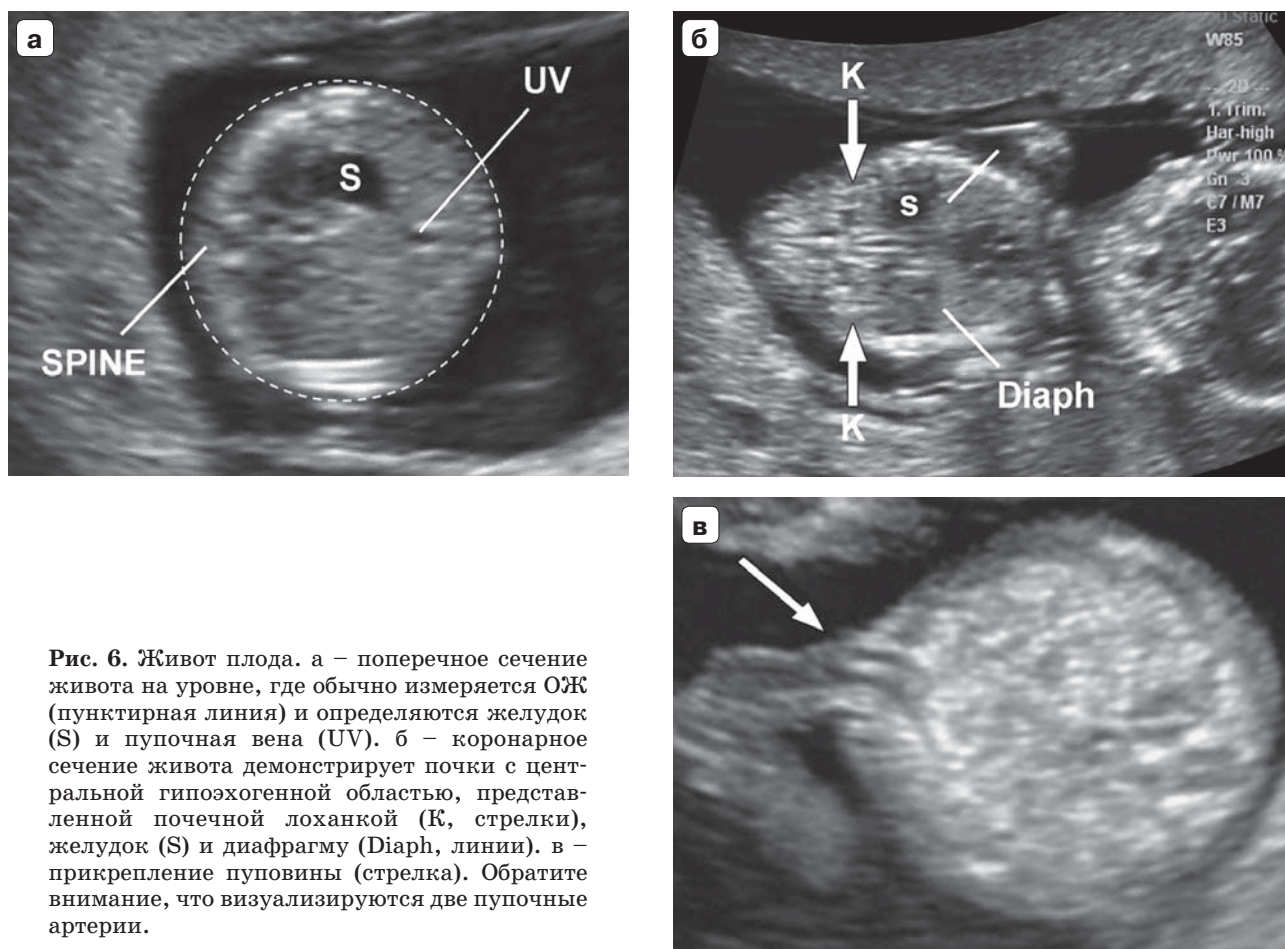 а
S
UV
SPINE
б
K
S
K
Diaph
3D Static
W85
--- 2D ---
1. Trim.
Har-high
Pwr 100 %
Gn -3
C7 / M7
E3
в
Рис. 6. Живот плода. а – поперечное сечение
живота на уровне, где обычно измеряется ОЖ
(пунктирная линия) и определяются желудок
(S) и пупочная вена (UV). б – коронарное
сечение живота демонстрирует почки с цент-
ральной гипоэхогенной областью, представ-
ленной почечной лоханкой (К, стрелки),
желудок (S) и диафрагму (Diaph, линии). в –
прикрепление пуповины (стрелка). Обратите
внимание, что визуализируются две пупочные
артерии.